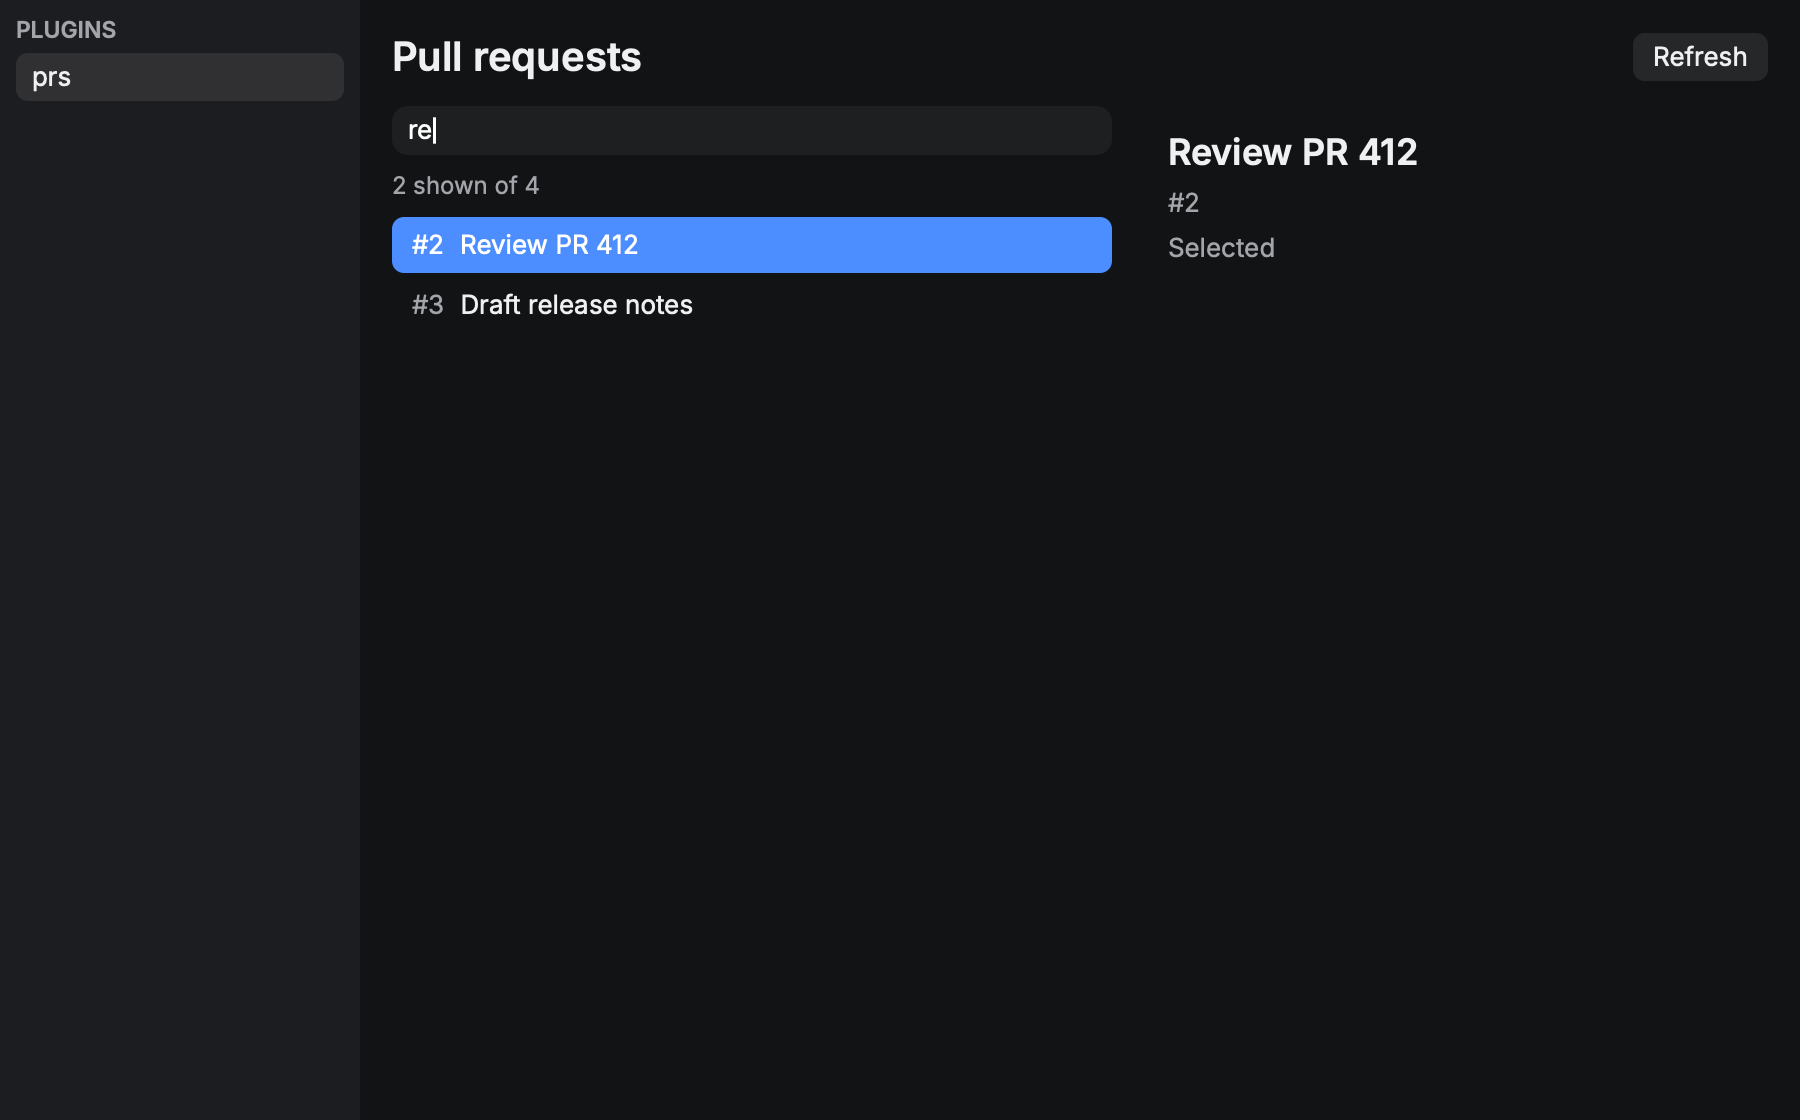 PLUGINS
prs
Pull requests
Refresh
re
2 shown of 4
#2 Review PR 412
#3 Draft release notes
Review PR 412
#2
Selected